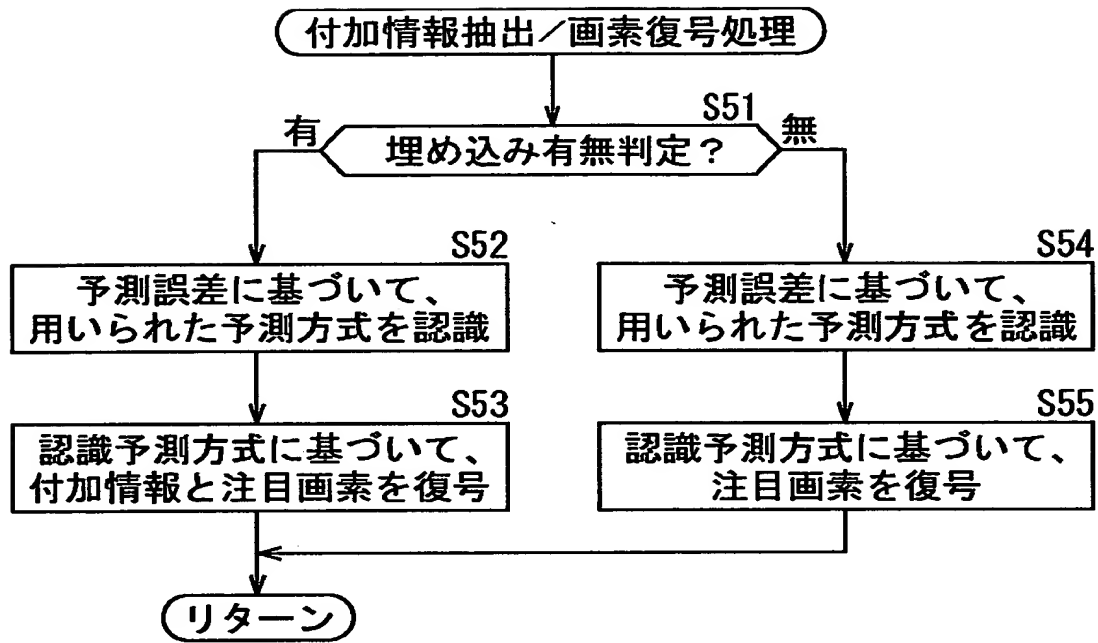 付加情報抽出/画素復号処理
S51
有
埋め込み有無判定?
無
S52
予測誤差に基づいて、
用いられた予測方式を認識
S54
予測誤差に基づいて、
用いられた予測方式を認識
S53
認識予測方式に基づいて、
付加情報と注目画素を復号
S55
認識予測方式に基づいて、
注目画素を復号
リターン